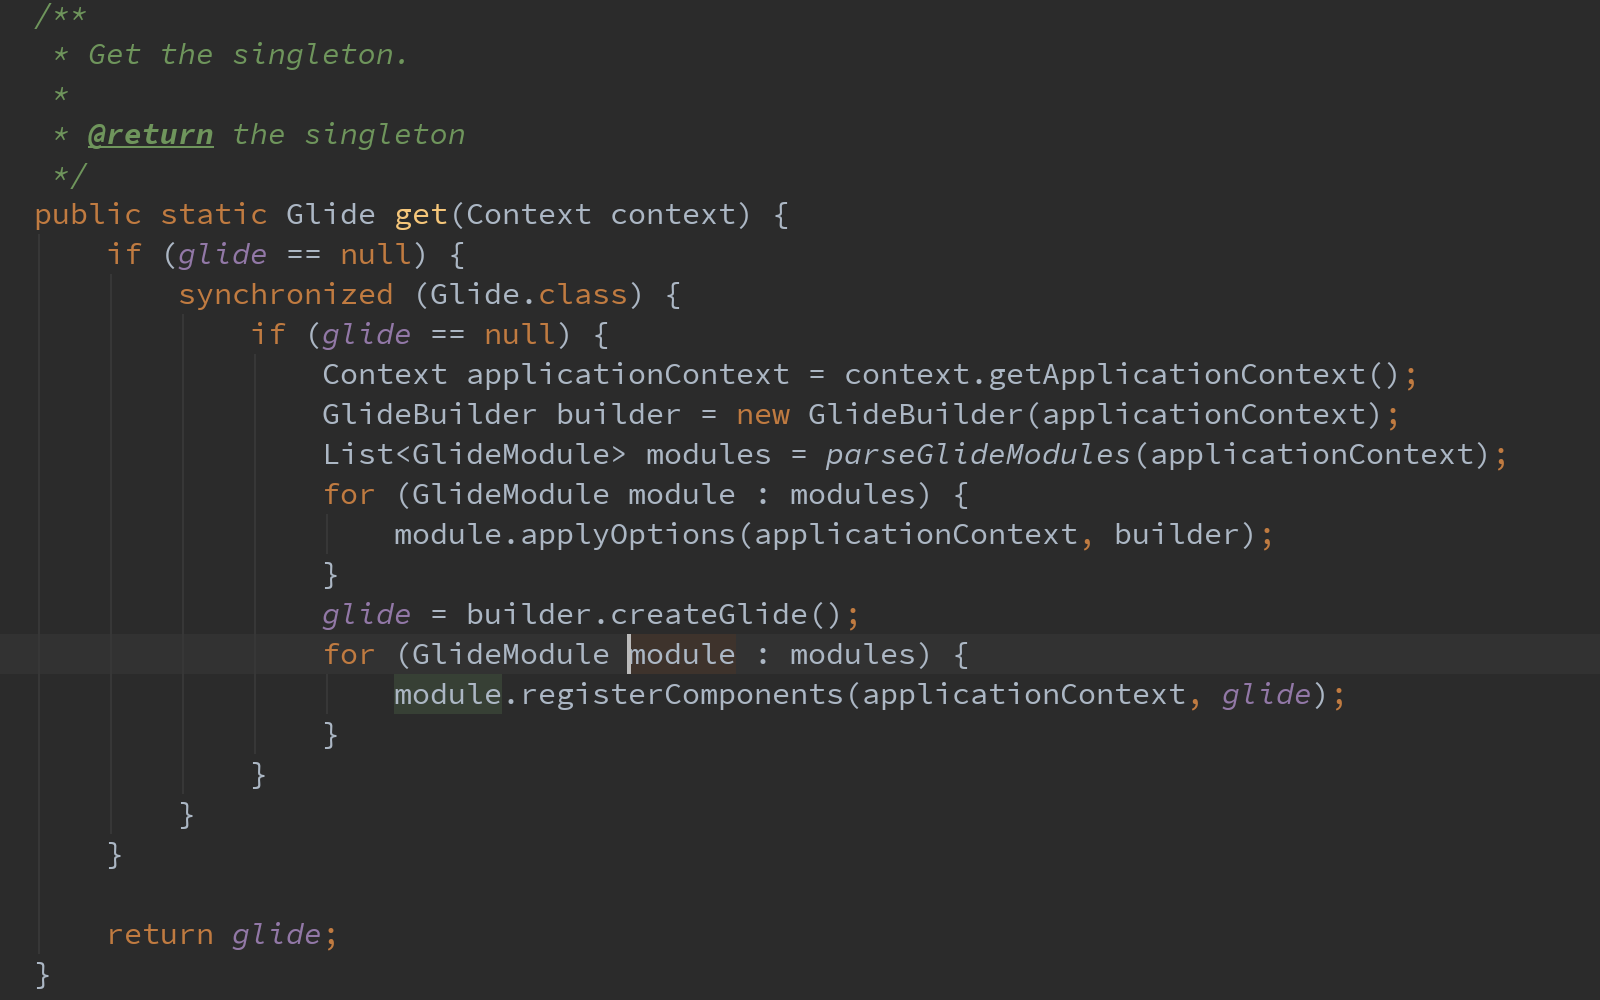 /**
 * Get the singleton.
 *
 * @return the singleton
 */
public static Glide get(Context context) {
    if (glide == null) {
        synchronized (Glide.class) {
            if (glide == null) {
                Context applicationContext = context.getApplicationContext();
                GlideBuilder builder = new GlideBuilder(applicationContext);
                List<GlideModule> modules = parseGlideModules(applicationContext);
                for (GlideModule module : modules) {
                    module.applyOptions(applicationContext, builder);
                }
                glide = builder.createGlide();
                for (GlideModule module : modules) {
                    module.registerComponents(applicationContext, glide);
                }
            }
        }
    }

    return glide;
}